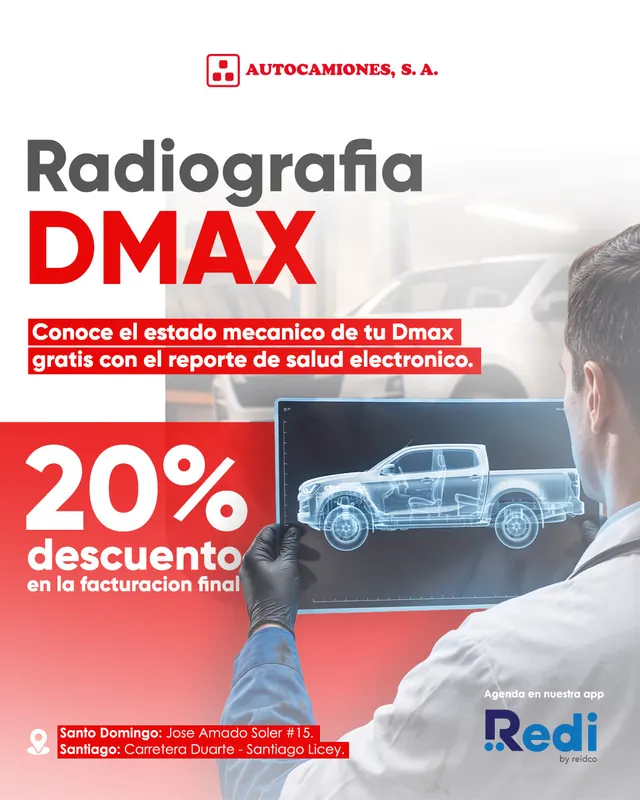 AUTOCAMIONES, S. A.
Radiografia
DMAX
Conoce el estado mecanico de tu Dmax
gratis con el reporte de salud electronico.
20%
descuento
en la facturacion final
Agenda en nuestra app
Redi
by reidco
Santo Domingo: Jose Amado Soler #15.
Santiago: Carretera Duarte - Santiago Licey.